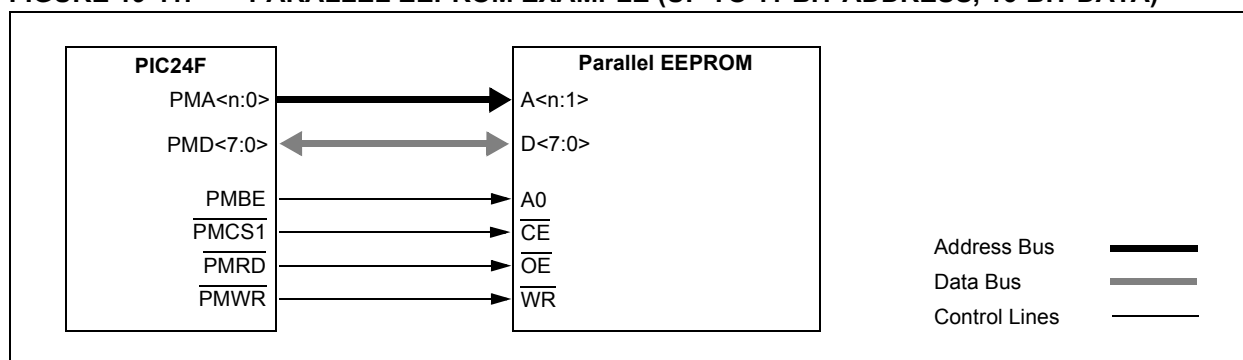 PIC24F
Parallel EEPROM
PMA<n:0>
A<n:1>
PMD<7:0>
D<7:0>
PMBE
A0
PMCS1
CE
PMRD
OE
PMWR
WR
Address Bus
Data Bus
Control Lines